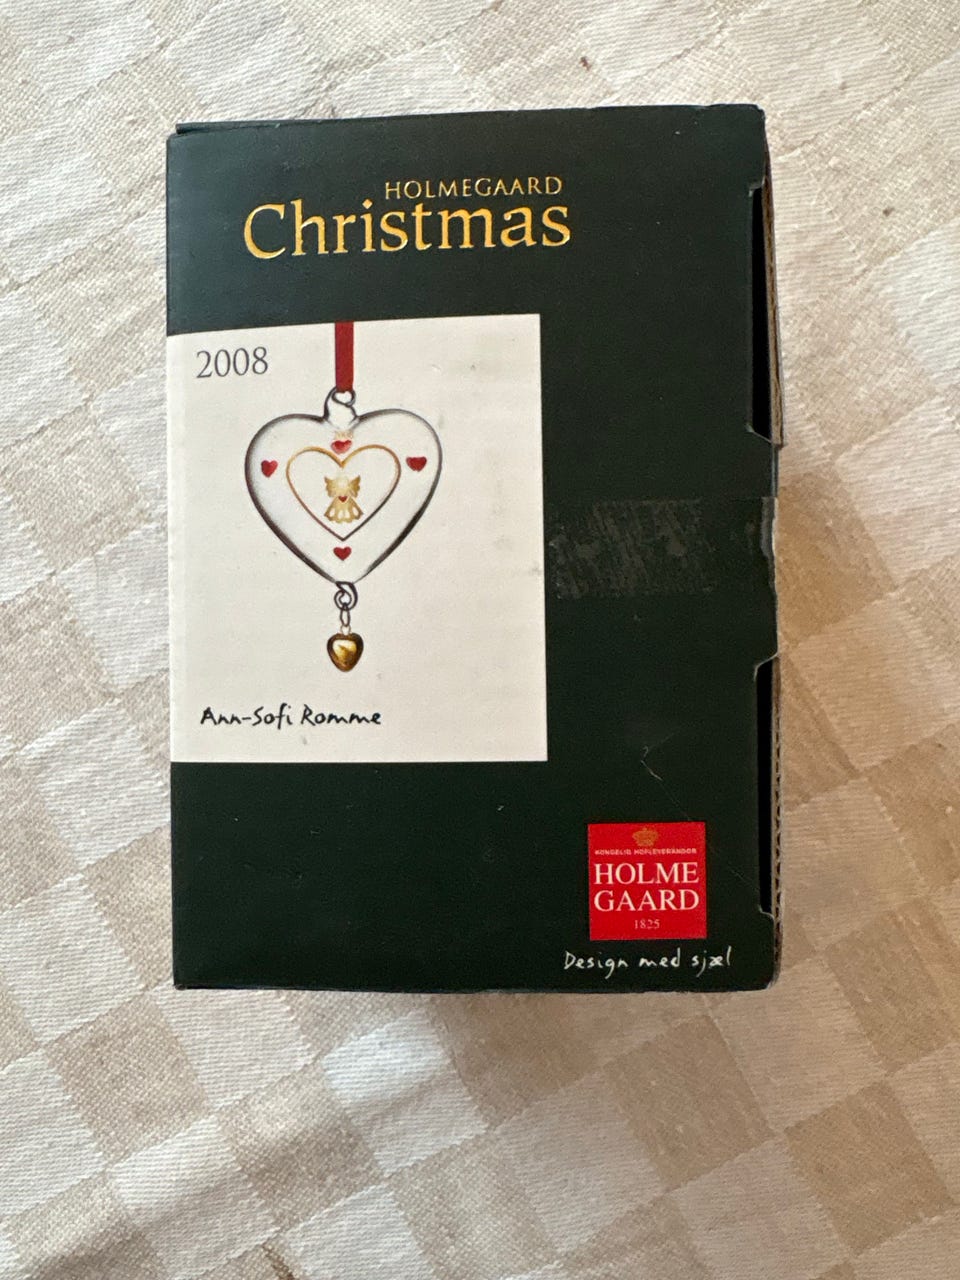 HOLMEGAARD
Christmas
2008
Ann-Sofi Romme
KONGELIG HOFLEVERANDØR
HOLME
GAARD
1825
Design med sjæl